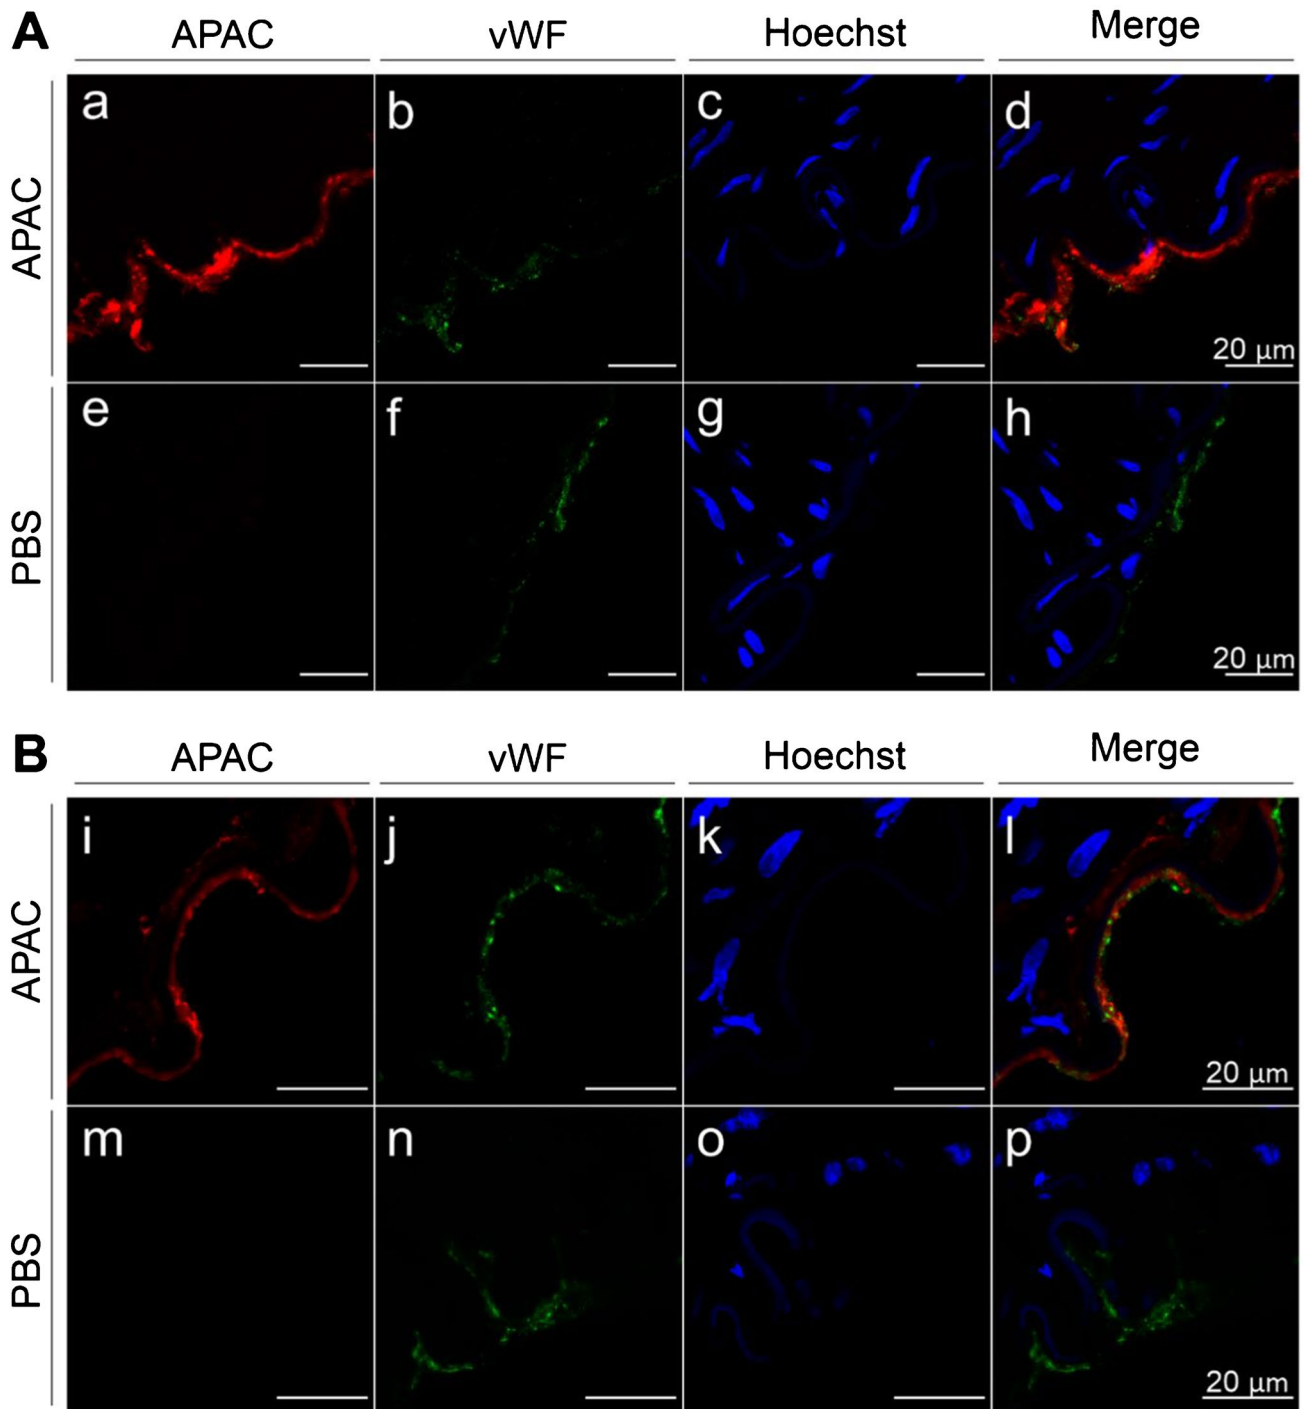 A
APAC vWF Hoechst Merge
APAC
a b c d
20 µm
PBS
e f g h
20 µm
B
APAC vWF Hoechst Merge
APAC
i j k l
20 µm
PBS
m n o p
20 µm